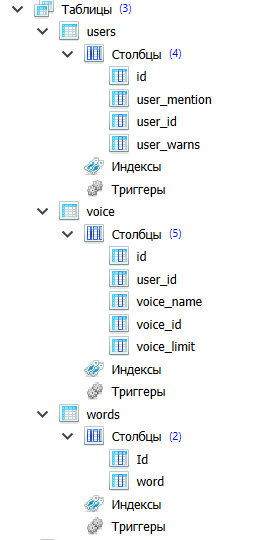 Таблицы (3)
users
Столбцы (4)
id
user_mention
user_id
user_warns
Индексы
Триггеры
voice
Столбцы (5)
id
user_id
voice_name
voice_id
voice_limit
Индексы
Триггеры
words
Столбцы (2)
Id
word
Индексы
Триггеры